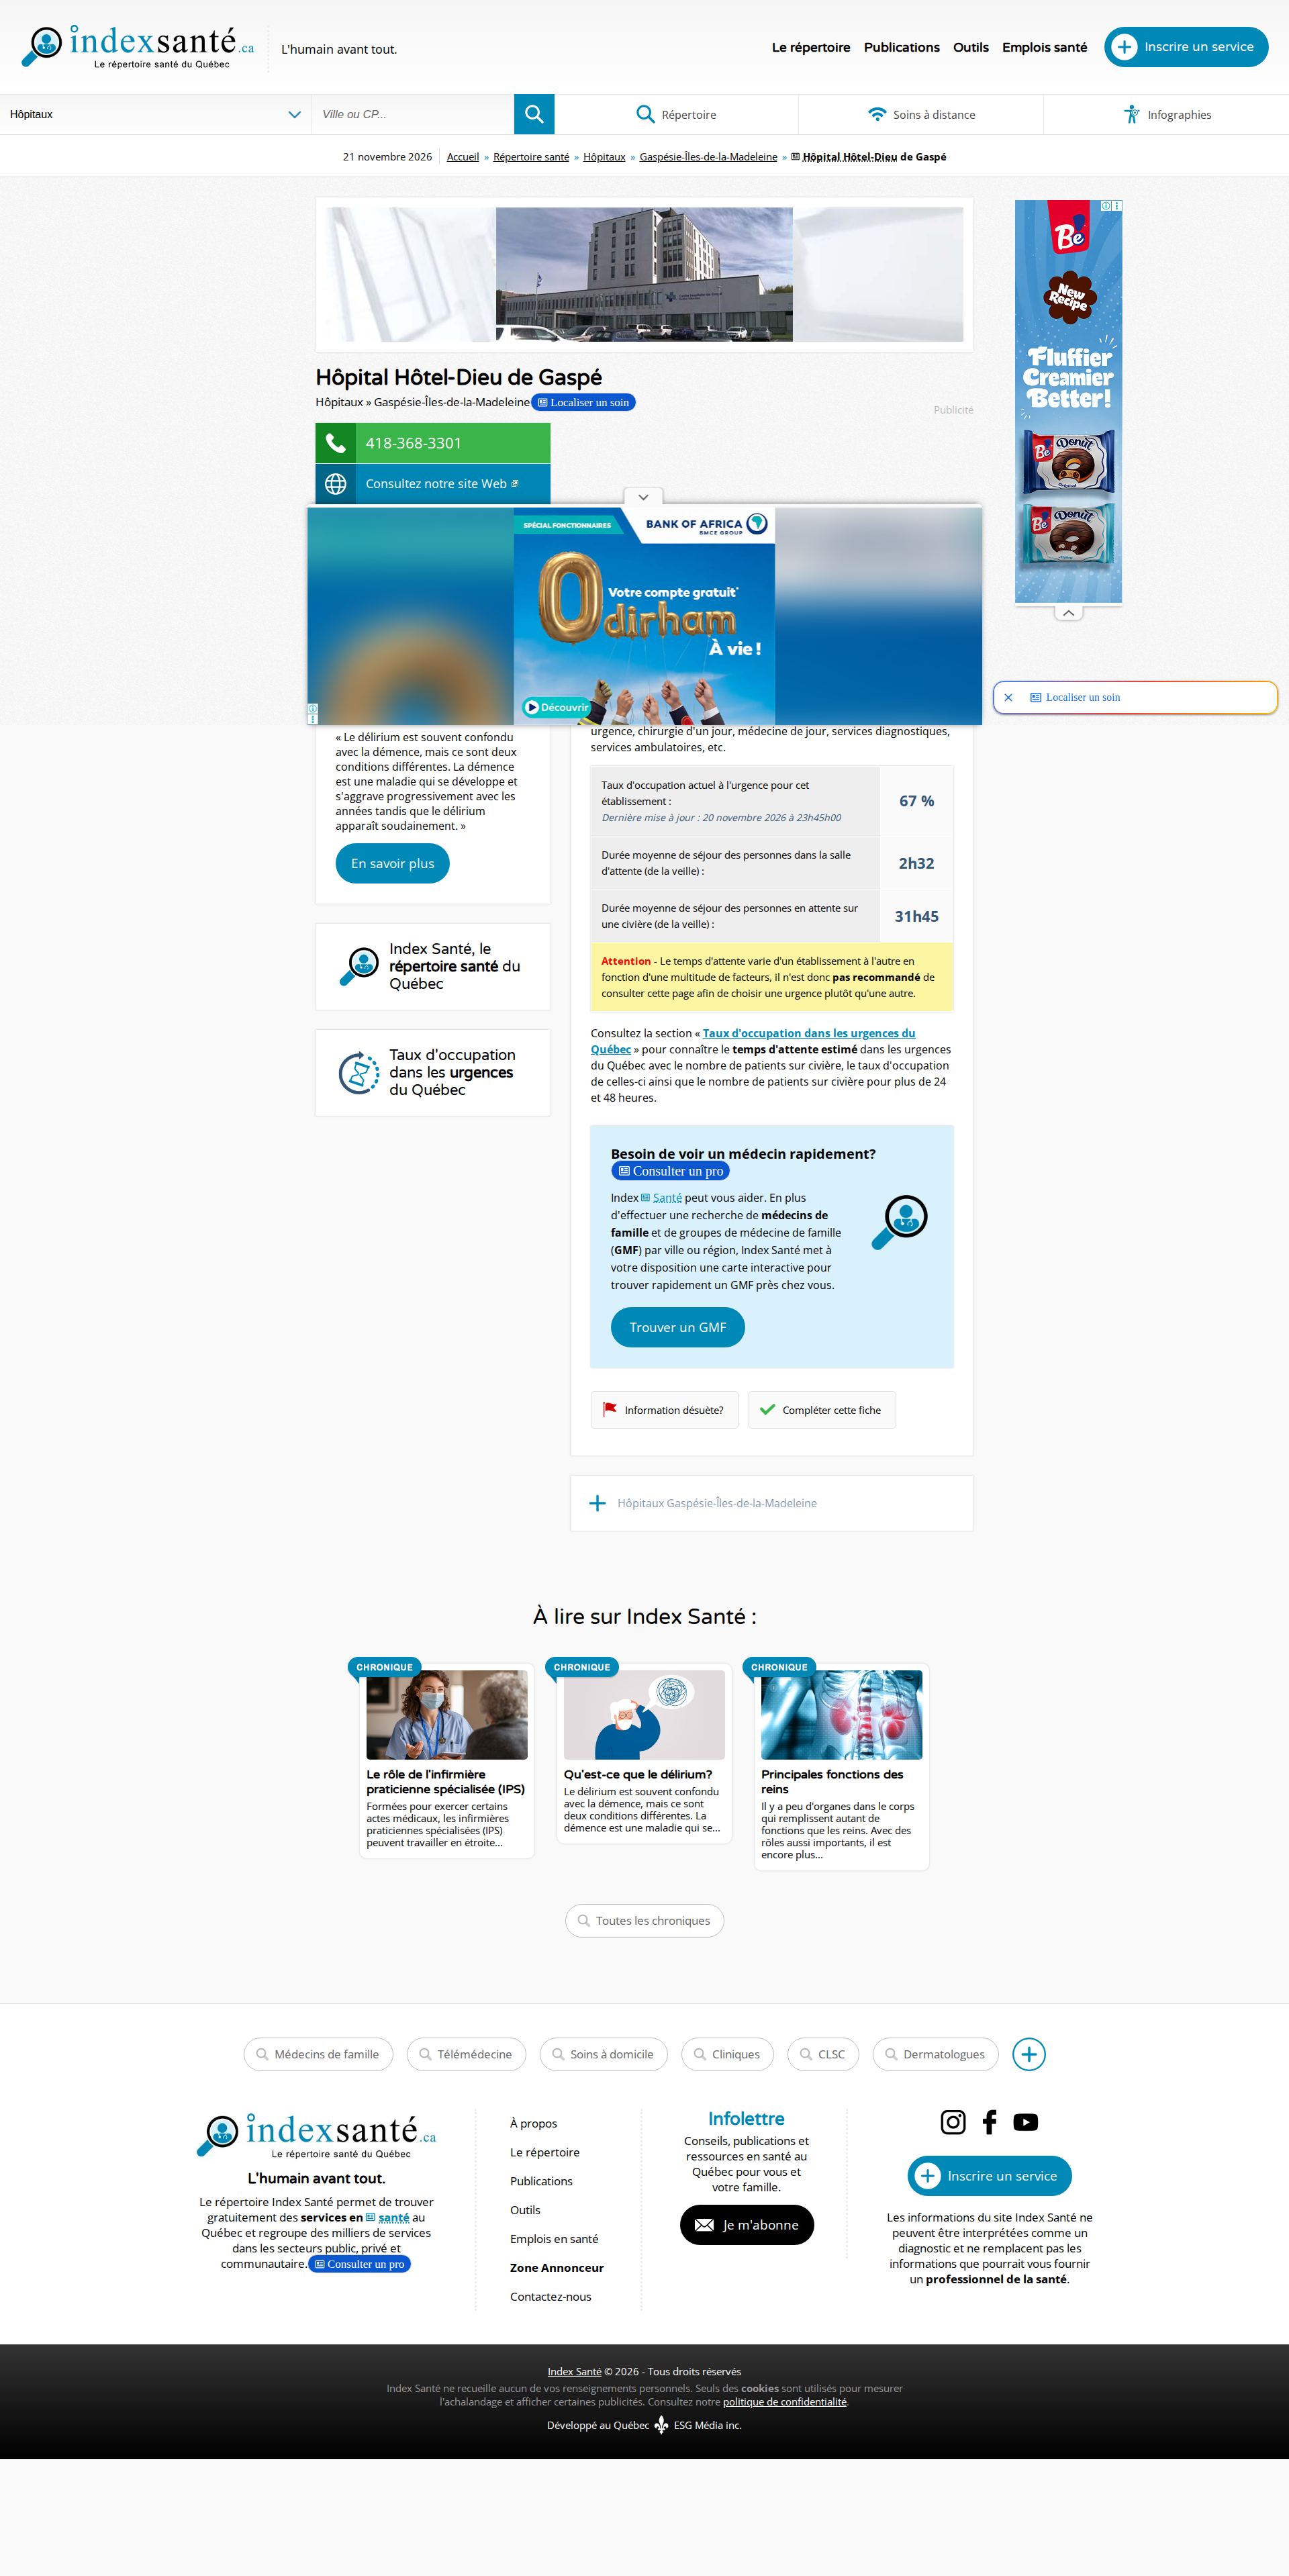 indexsanté.ca
Le répertoire santé du Québec
L'humain avant tout.
Le répertoire
Publications
Outils
Emplois santé
Inscrire un service
Hôpitaux
Ville ou CP...
Répertoire
Soins à distance
Infographies
21 novembre 2026
Accueil » Répertoire santé » Hôpitaux » Gaspésie-Îles-de-la-Madeleine » Hôpital Hôtel-Dieu de Gaspé
Be
New
Recipe
Fluffier
Creamier
Better!
Be
Donut
Be
Donut
Hôpital Hôtel-Dieu de Gaspé
Hôpitaux » Gaspésie-Îles-de-la-Madeleine Localiser un soin
Publicité
418-368-3301
Consultez notre site Web
SPÉCIAL FONCTIONNAIRES
BANK OF AFRICA
BMCE GROUP
Votre compte gratuit*
0 dirham
À vie !
Découvrir
Localiser un soin
« Le délirium est souvent confondu
avec la démence, mais ce sont deux
conditions différentes. La démence
est une maladie qui se développe et
s'aggrave progressivement avec les
années tandis que le délirium
apparaît soudainement. »
En savoir plus
Index Santé, le
répertoire santé du
Québec
Taux d'occupation
dans les urgences
du Québec
urgence, chirurgie d'un jour, médecine de jour, services diagnostiques,
services ambulatoires, etc.
Taux d'occupation actuel à l'urgence pour cet
établissement :
Dernière mise à jour : 20 novembre 2026 à 23h45h00
67 %
Durée moyenne de séjour des personnes dans la salle
d'attente (de la veille) :
2h32
Durée moyenne de séjour des personnes en attente sur
une civière (de la veille) :
31h45
Attention - Le temps d'attente varie d'un établissement à l'autre en
fonction d'une multitude de facteurs, il n'est donc pas recommandé de
consulter cette page afin de choisir une urgence plutôt qu'une autre.
Consultez la section « Taux d'occupation dans les urgences du
Québec » pour connaître le temps d'attente estimé dans les urgences
du Québec avec le nombre de patients sur civière, le taux d'occupation
de celles-ci ainsi que le nombre de patients sur civière pour plus de 24
et 48 heures.
Besoin de voir un médecin rapidement?
Consulter un pro
Index Santé peut vous aider. En plus
d'effectuer une recherche de médecins de
famille et de groupes de médecine de famille
(GMF) par ville ou région, Index Santé met à
votre disposition une carte interactive pour
trouver rapidement un GMF près chez vous.
Trouver un GMF
Information désuète?
Compléter cette fiche
Hôpitaux Gaspésie-Îles-de-la-Madeleine
À lire sur Index Santé :
CHRONIQUE
Le rôle de l'infirmière
praticienne spécialisée (IPS)
Formées pour exercer certains
actes médicaux, les infirmières
praticiennes spécialisées (IPS)
peuvent travailler en étroite...
CHRONIQUE
Qu'est-ce que le délirium?
Le délirium est souvent confondu
avec la démence, mais ce sont
deux conditions différentes. La
démence est une maladie qui se...
CHRONIQUE
Principales fonctions des
reins
Il y a peu d'organes dans le corps
qui remplissent autant de
fonctions que les reins. Avec des
rôles aussi importants, il est
encore plus...
Toutes les chroniques
Médecins de famille
Télémédecine
Soins à domicile
Cliniques
CLSC
Dermatologues
indexsanté.ca
Le répertoire santé du Québec
L'humain avant tout.
Le répertoire Index Santé permet de trouver
gratuitement des services en santé au
Québec et regroupe des milliers de services
dans les secteurs public, privé et
communautaire. Consulter un pro
À propos
Le répertoire
Publications
Outils
Emplois en santé
Zone Annonceur
Contactez-nous
Infolettre
Conseils, publications et
ressources en santé au
Québec pour vous et
votre famille.
Je m'abonne
Inscrire un service
Les informations du site Index Santé ne
peuvent être interprétées comme un
diagnostic et ne remplacent pas les
informations que pourrait vous fournir
un professionnel de la santé.
Index Santé © 2026 - Tous droits réservés
Index Santé ne recueille aucun de vos renseignements personnels. Seuls des cookies sont utilisés pour mesurer
l'achalandage et afficher certaines publicités. Consultez notre politique de confidentialité.
Développé au Québec ESG Média inc.